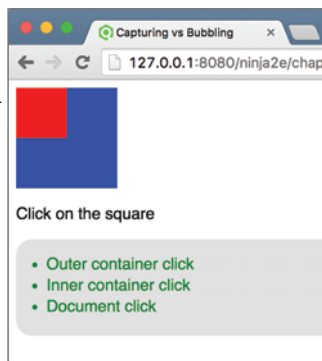 Capturing vs Bubbling
127.0.0.1:8080/ninja2e/chap
Click on the square
Outer container click
Inner container click
Document click